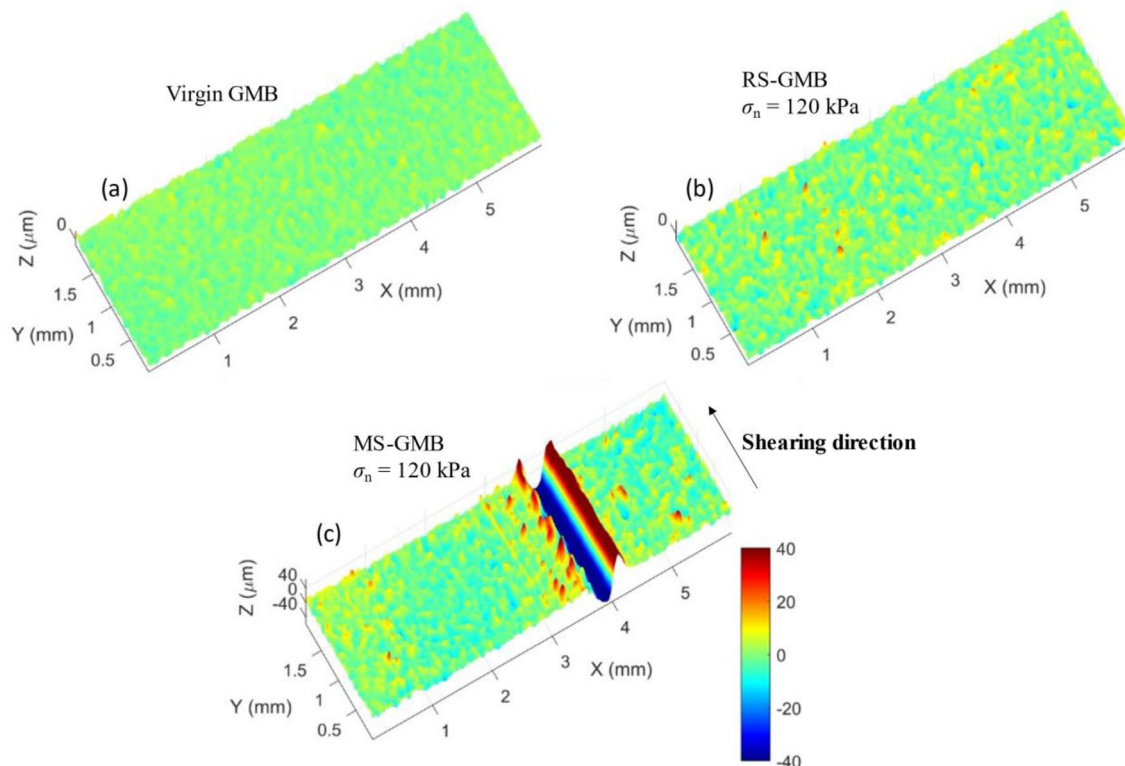 Virgin GMB
(a)
Z (μm)
0
1.5
1
0.5
Y (mm)
1
2
3
4
5
X (mm)
RS-GMB
σn = 120 kPa
(b)
Z (μm)
0
1.5
1
0.5
Y (mm)
1
2
3
4
5
X (mm)
MS-GMB
σn = 120 kPa
Shearing direction
(c)
Z (μm)
40
0
-40
1.5
1
0.5
Y (mm)
1
2
3
4
5
X (mm)
40
20
0
-20
-40